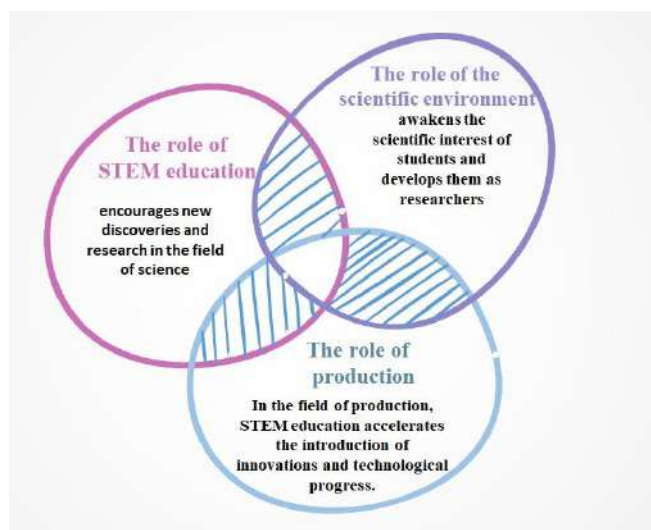 The role of the
scientific environment
awakens the
scientific interest of
students and
develops them as
researchers
The role of
STEM education
encourages new
discoveries and
research in the field
of science
The role of
production
In the field of production,
STEM education accelerates
the introduction of
innovations and technological
progress.